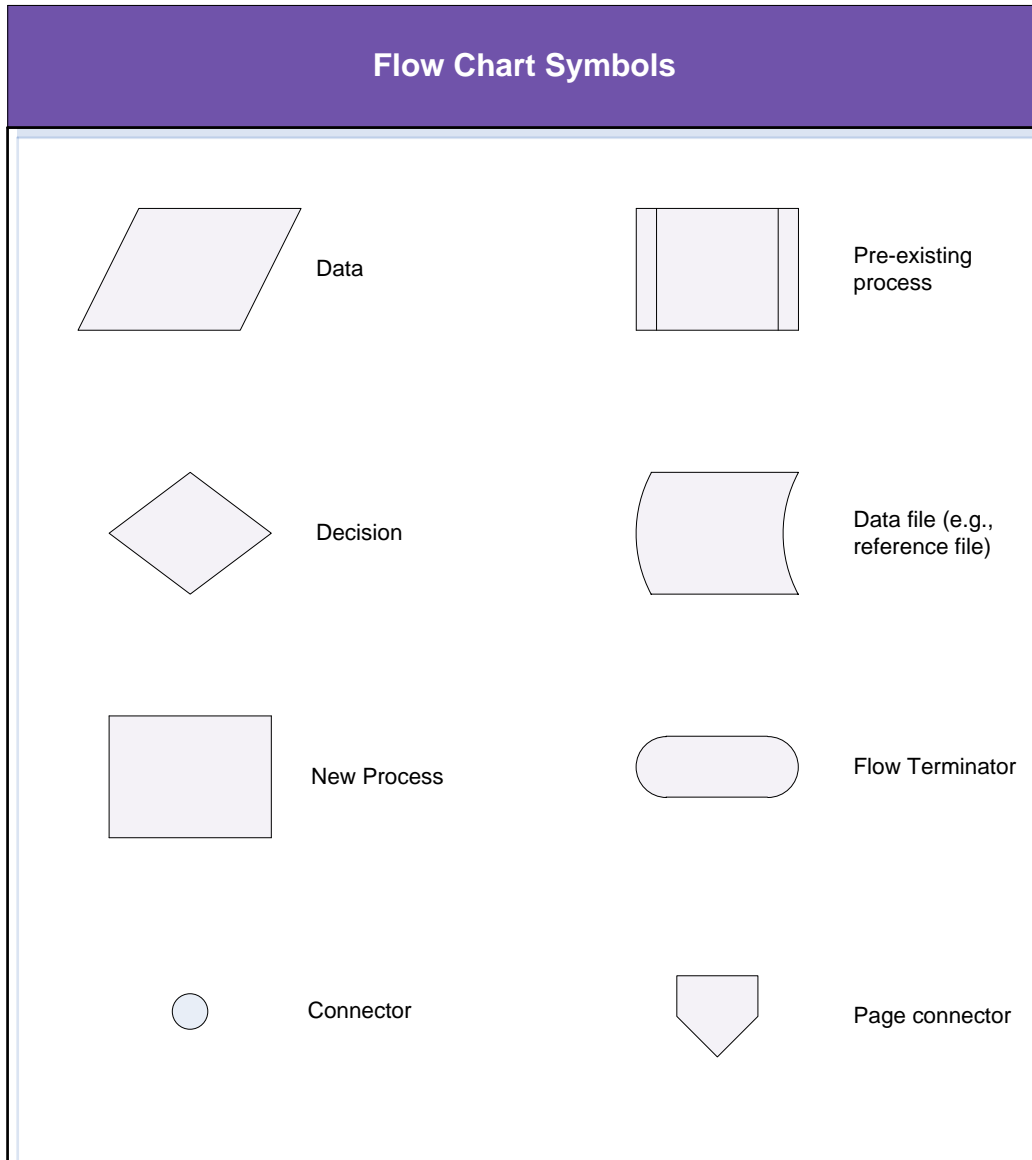 Flow Chart Symbols
Data
Pre-existing
process
Decision
Data file (e.g.,
reference file)
New Process
Flow Terminator
Connector
Page connector